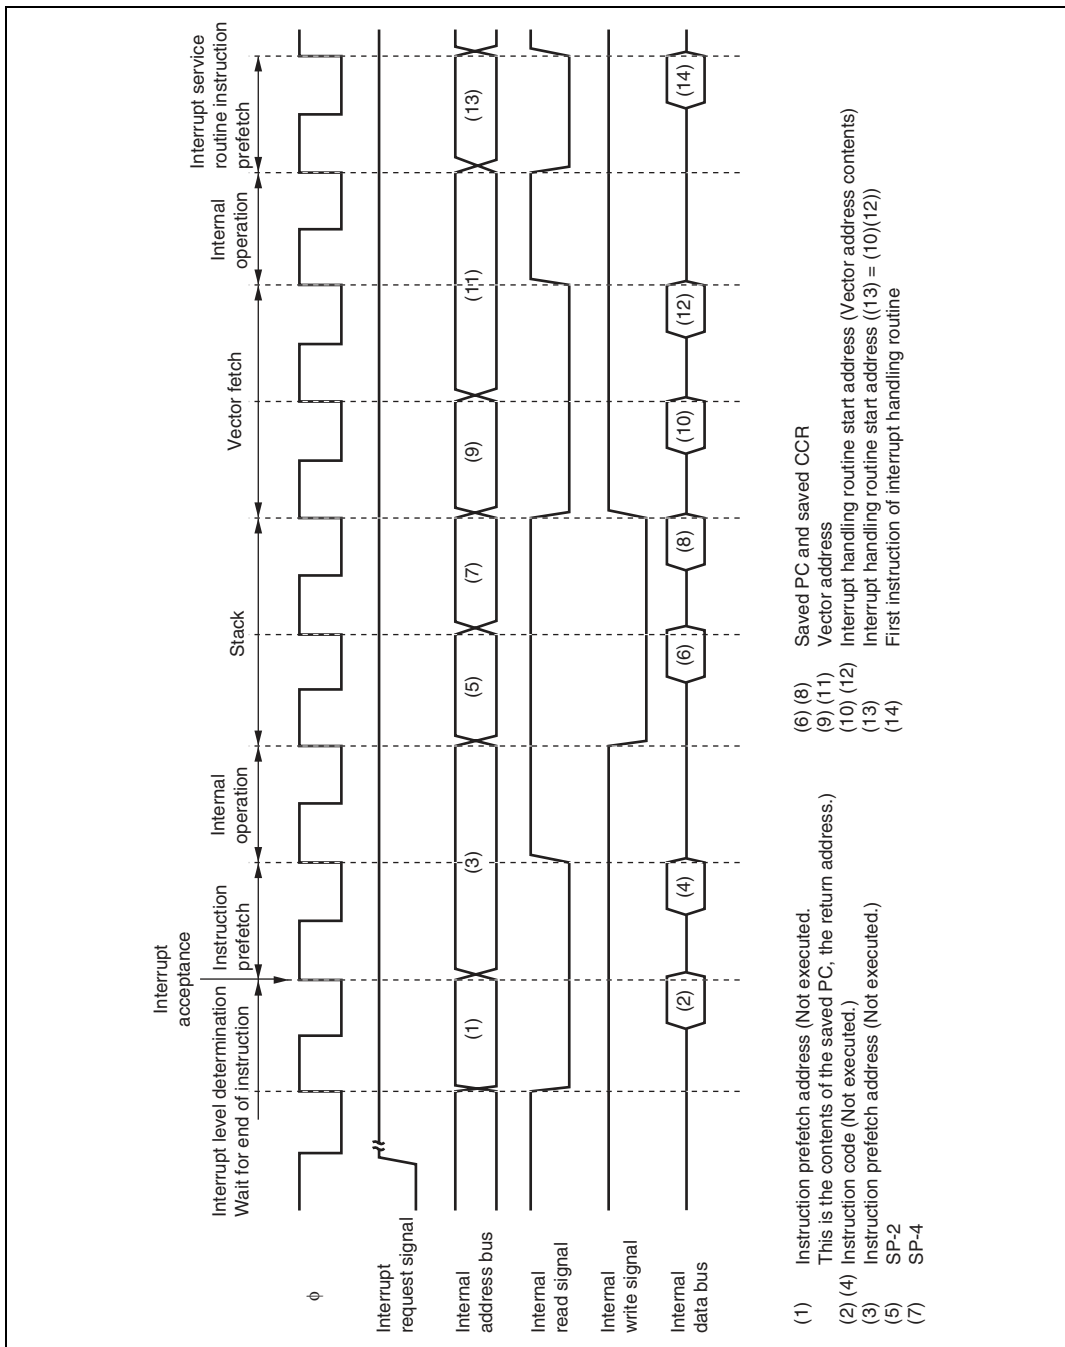 Interrupt
acceptance
Interrupt level determination
Wait for end of instruction
Instruction
prefetch
Internal
operation
Stack
Vector fetch
Internal
operation
Interrupt service
routine instruction
prefetch
φ
Interrupt
request signal
Internal
address bus
(1)
(3)
(5)
(7)
(9)
(11)
(13)
Internal
read signal
Internal
write signal
Internal
data bus
(2)
(4)
(6)
(8)
(10)
(12)
(14)
(1) Instruction prefetch address (Not executed.
This is the contents of the saved PC, the return address.)
(2) (4) Instruction code (Not executed.)
(3) Instruction prefetch address (Not executed.)
(5) SP-2
(7) SP-4
(6) (8) Saved PC and saved CCR
(9) (11) Vector address
(10) (12) Interrupt handling routine start address (Vector address contents)
(13) Interrupt handling routine start address ((13) = (10)(12))
(14) First instruction of interrupt handling routine